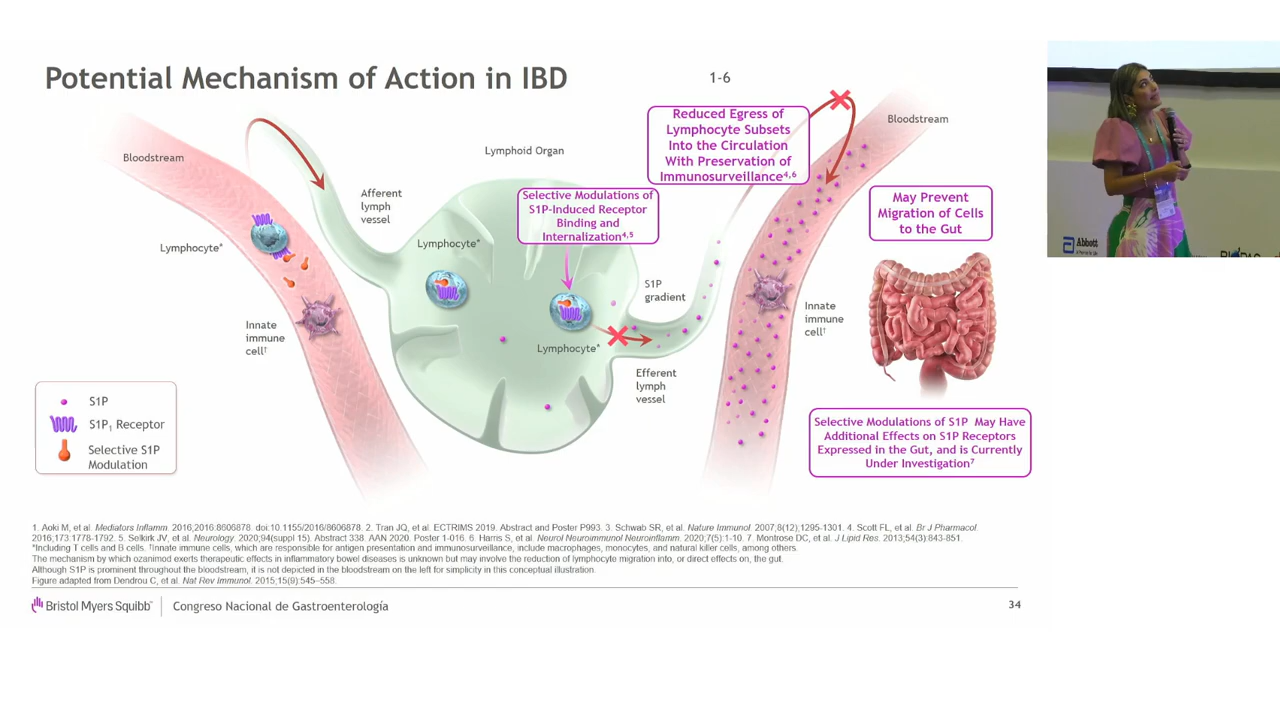 Potential Mechanism of Action in IBD
1-6
Bloodstream
Lymphocyte*
Innate
immune
cell†
Afferent
lymph
vessel
Lymphoid Organ
Lymphocyte*
Selective Modulations of
S1P-Induced Receptor
Binding and
Internalization4,5
Lymphocyte*
S1P
gradient
Efferent
lymph
vessel
Reduced Egress of
Lymphocyte Subsets
Into the Circulation
With Preservation of
Immunosurveillance4,6
Bloodstream
Innate
immune
cell†
May Prevent
Migration of Cells
to the Gut
Selective Modulations of S1P May Have
Additional Effects on S1P Receptors
Expressed in the Gut, and is Currently
Under Investigation7
S1P
S1P1 Receptor
Selective S1P
Modulation
1. Aoki M, et al. Mediators Inflamm. 2016;2016:8606878. doi:10.1155/2016/8606878. 2. Tran JQ, et al. ECTRIMS 2019. Abstract and Poster P993. 3. Schwab SR, et al. Nature Immunol. 2007;8(12);1295-1301. 4. Scott FL, et al. Br J Pharmacol.
2016;173:1778-1792. 5. Selkirk JV, et al. Neurology. 2020;94(suppl 15). Abstract 338. AAN 2020. Poster 1-016. 6. Harris S, et al. Neurol Neuroimmunol Neuroinflamm. 2020;7(5):1-10. 7. Montrose DC, et al. J Lipid Res. 2013;54(3):843-851.
*Including T cells and B cells. †Innate immune cells, which are responsible for antigen presentation and immunosurveillance, include macrophages, monocytes, and natural killer cells, among others.
The mechanism by which ozanimod exerts therapeutic effects in inflammatory bowel diseases is unknown but may involve the reduction of lymphocyte migration into, or direct effects on, the gut.
Although S1P is prominent throughout the bloodstream, it is not depicted in the bloodstream on the left for simplicity in this conceptual illustration.
Figure adapted from Dendrou C, et al. Nat Rev Immunol. 2015;15(9):545–558.
Bristol Myers Squibb™
Congreso Nacional de Gastroenterología
34
Abbott